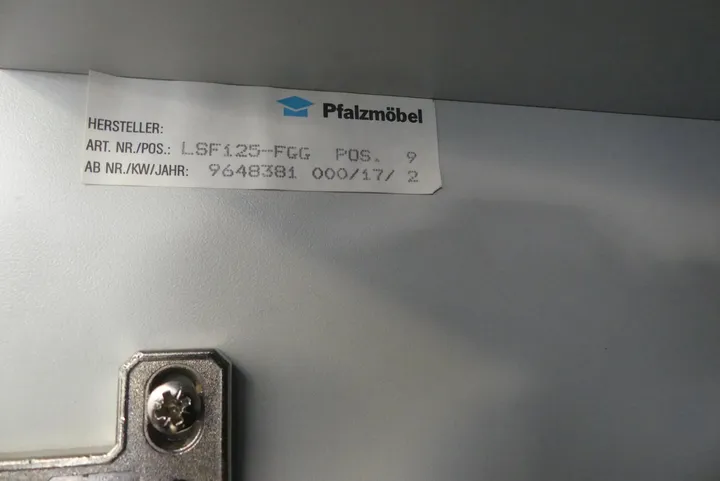 Pfalzmöbel
HERSTELLER:
ART. NR./POS.: LSF125-FGG POS. 9
AB NR./KW/JAHR: 9648381 000/17/ 2